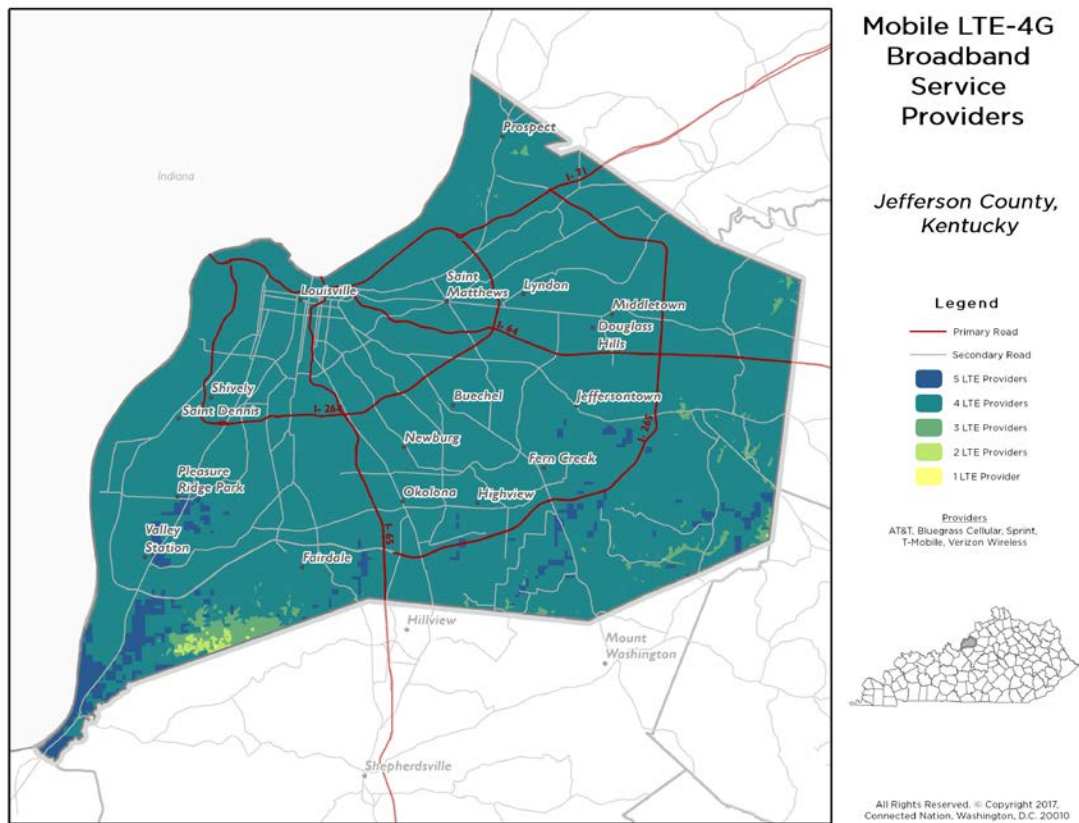 Mobile LTE-4G
Broadband
Service
Providers
Jefferson County,
Kentucky
Legend
Primary Road
Secondary Road
5 LTE Providers
4 LTE Providers
3 LTE Providers
2 LTE Providers
1 LTE Provider
Providers
AT&T, Bluegrass Cellular, Sprint,
T-Mobile, Verizon Wireless
All Rights Reserved. © Copyright 2017,
Connected Nation, Washington, D.C. 20010
Prospect
Indiana
I- 71
Louisville
Saint
Matthews
Lyndon
Middletown
Douglass
Hills
I- 64
Shively
Saint Dennis
I- 264
Buechel
Jeffersontown
I- 265
Newburg
Fern Creek
Pleasure
Ridge Park
Okolona
Highview
Valley
Station
I- 65
Fairdale
Hillview
Mount
Washington
Shepherdsville